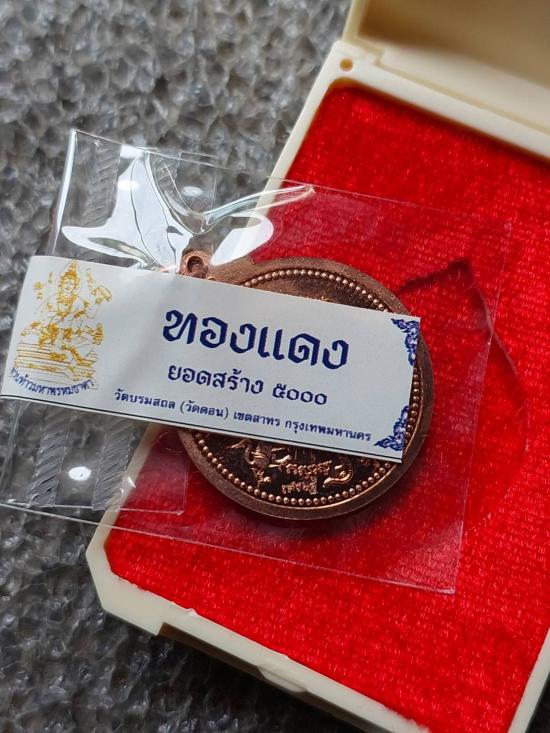 ทองแดง
ยอดสร้าง ๕๐๐๐
วัดบรมสถล (วัดดอน) เขตสาทร กรุงเทพมหานคร